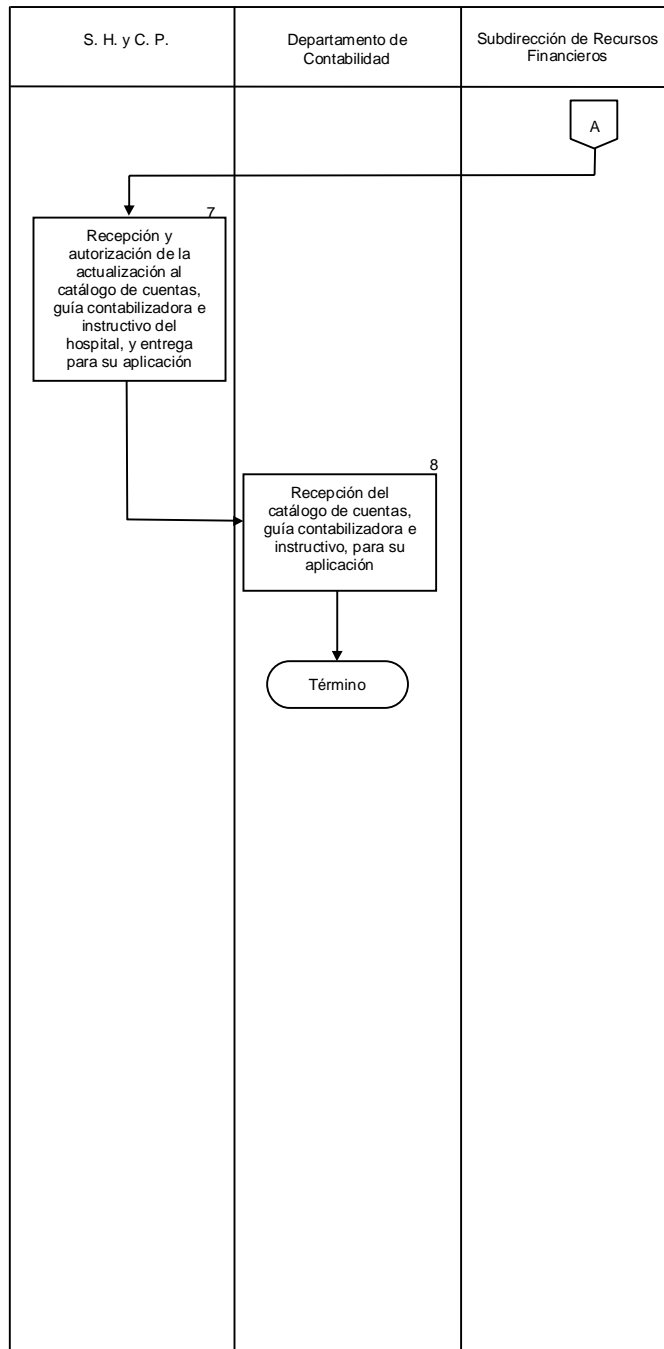 S. H. y C. P.
Departamento de
Contabilidad
Subdirección de Recursos
Financieros
A
7
Recepción y
autorización de la
actualización al
catálogo de cuentas,
guía contabilizadora e
instructivo del
hospital, y entrega
para su aplicación
8
Recepción del
catálogo de cuentas,
guía contabilizadora e
instructivo, para su
aplicación
Término